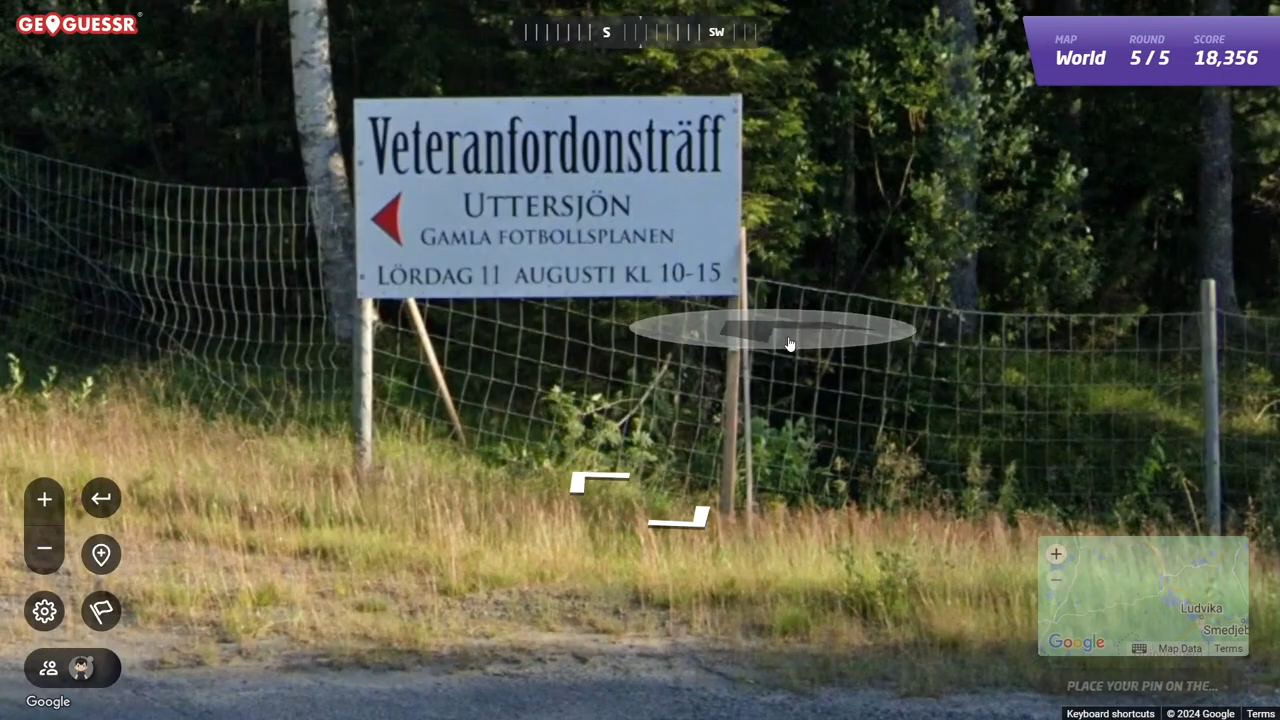 GEOGUESSR
S
SW
MAP
World
ROUND
5 / 5
SCORE
18,356
Veteranfordonsträff
UTTERSJÖN
GAMLA FOTBOLLSPLANEN
LÖRDAG 11 AUGUSTI KL 10-15
+
−
+
−
Ludvika
Smedjeb
Google
Map Data
Terms
PLACE YOUR PIN ON THE...
Google
Keyboard shortcuts
© 2024 Google
Terms